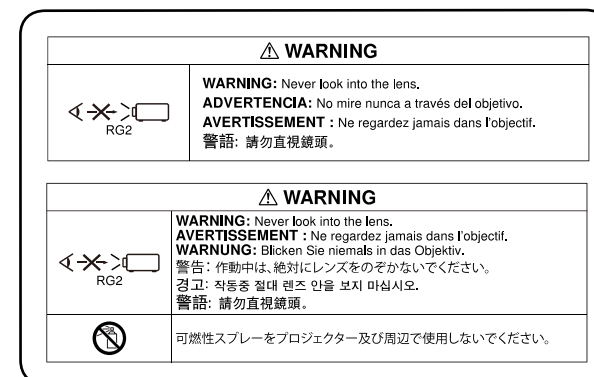 ⚠ WARNING
RG2
WARNING: Never look into the lens.
ADVERTENCIA: No mire nunca a través del objetivo.
AVERTISSEMENT : Ne regardez jamais dans l'objectif.
警語: 請勿直視鏡頭。
⚠ WARNING
RG2
WARNING: Never look into the lens.
AVERTISSEMENT : Ne regardez jamais dans l'objectif.
WARNUNG: Blicken Sie niemals in das Objektiv.
警告: 作動中は、絶対にレンズをのぞかないでください。
경고: 작동중 절대 렌즈 안을 보지 마십시오.
警語: 請勿直視鏡頭。
可燃性スプレーをプロジェクター及び周辺で使用しないでください。